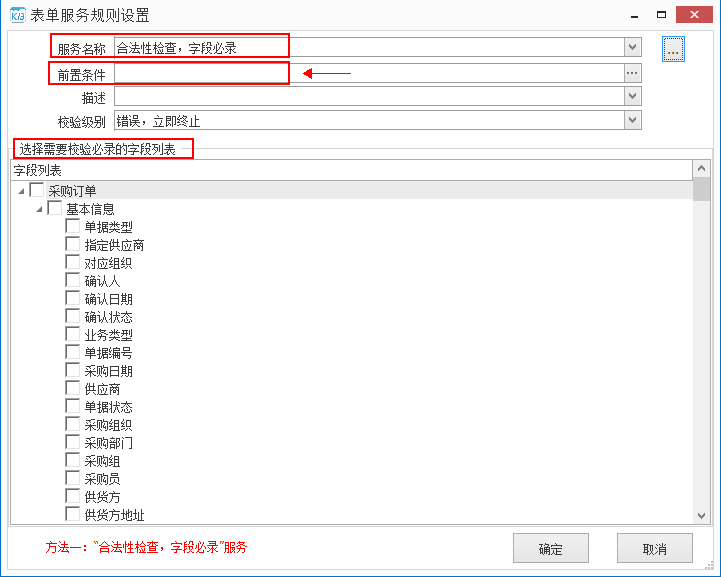 K/3 表单服务规则设置
服务名称 合法性检查，字段必录 ...
前置条件 ...
描述
校验级别 错误，立即终止
选择需要校验必录的字段列表
字段列表
采购订单
基本信息
单据类型
指定供应商
对应组织
确认人
确认日期
确认状态
业务类型
单据编号
采购日期
供应商
单据状态
采购组织
采购部门
采购组
采购员
供货方
供货方地址
方法一："合法性检查，字段必录"服务
确定 取消